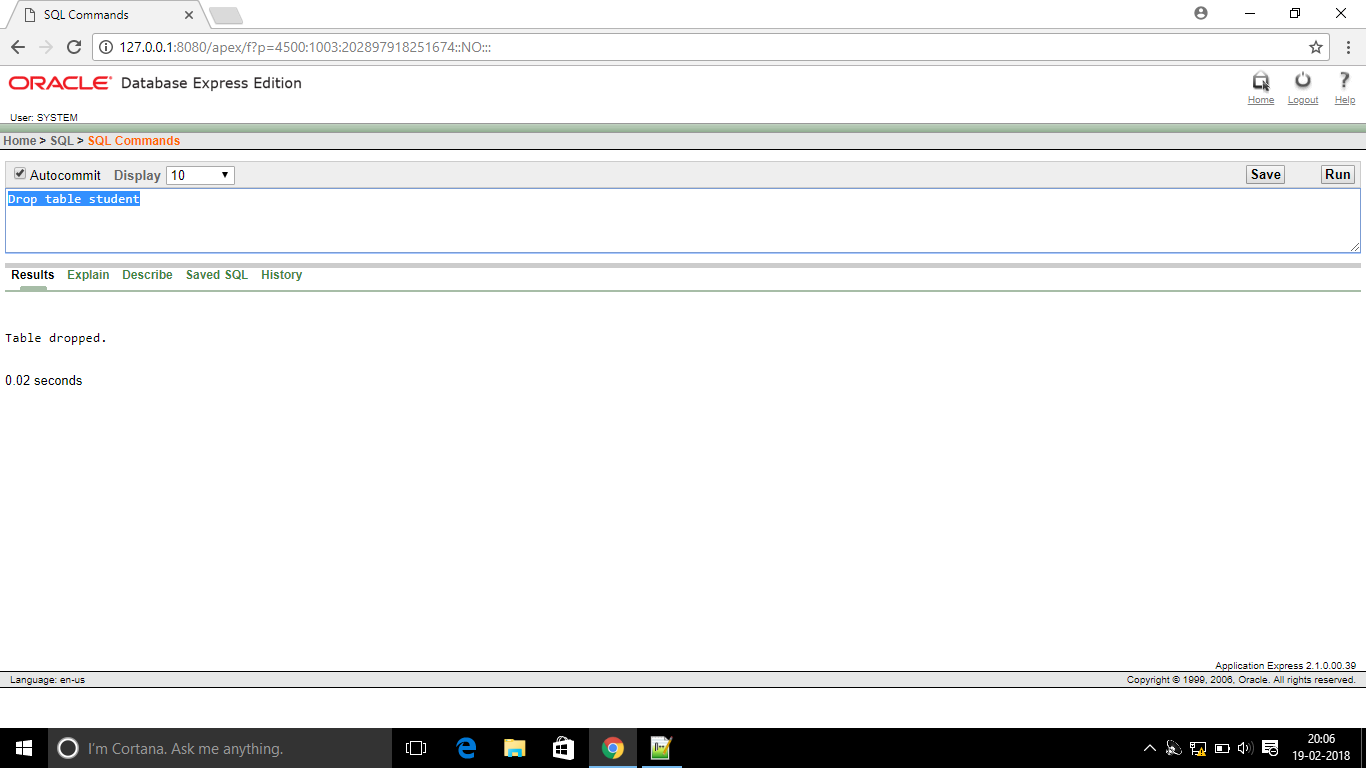 SQL Commands
127.0.0.1:8080/apex/f?p=4500:1003:202897918251674::NO:::
ORACLE Database Express Edition
Home Logout Help
User: SYSTEM
Home > SQL > SQL Commands
Autocommit Display 10 Save Run
Drop table student
Results Explain Describe Saved SQL History
Table dropped.
0.02 seconds
Application Express 2.1.0.00.39
Language: en-us Copyright © 1999, 2006, Oracle. All rights reserved.
I'm Cortana. Ask me anything.
20:06
19-02-2018